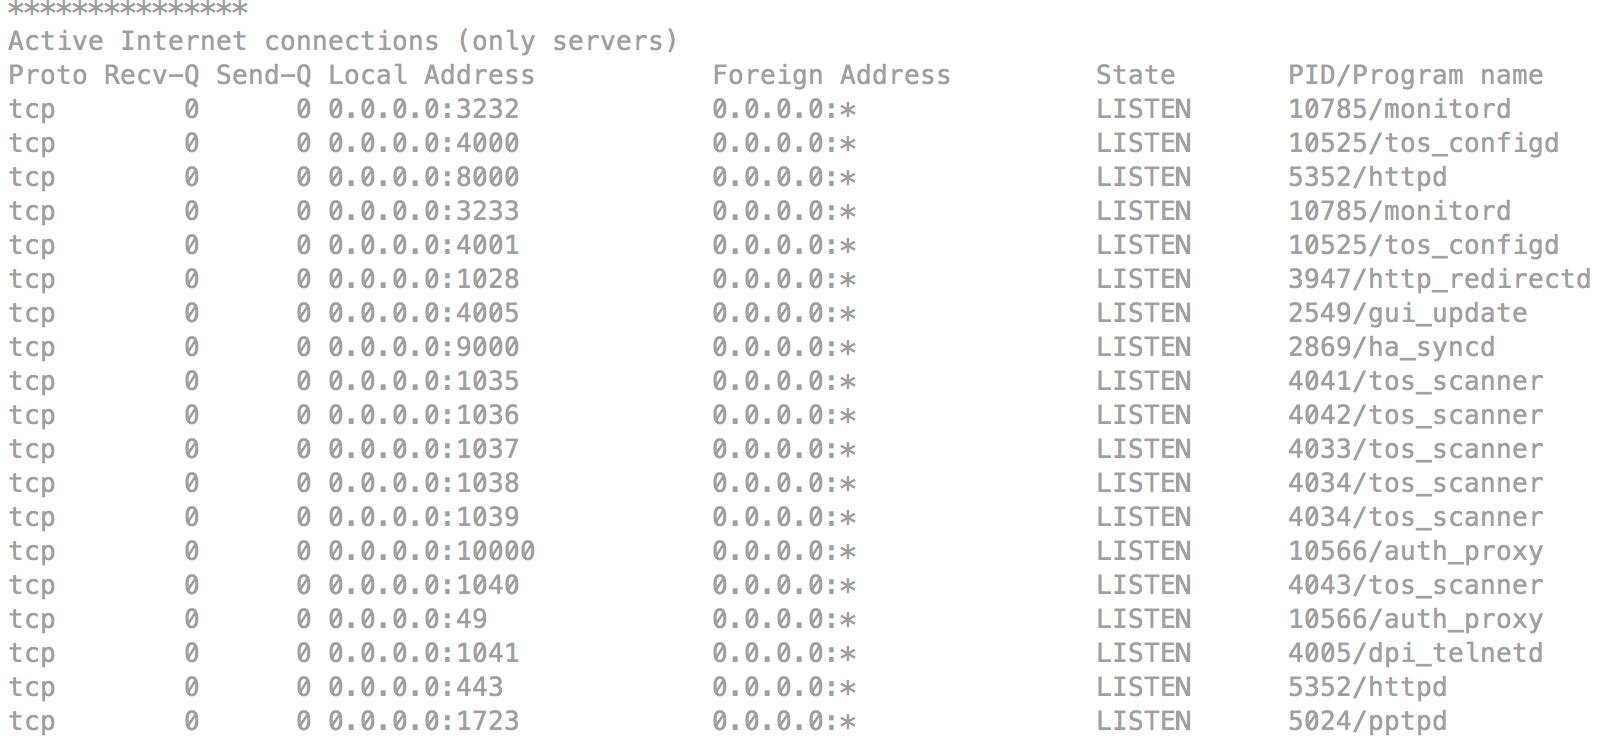 ***************
Active Internet connections (only servers)
Proto Recv-Q Send-Q Local Address           Foreign Address         State       PID/Program name
tcp        0      0 0.0.0.0:3232            0.0.0.0:*               LISTEN      10785/monitord
tcp        0      0 0.0.0.0:4000            0.0.0.0:*               LISTEN      10525/tos_configd
tcp        0      0 0.0.0.0:8000            0.0.0.0:*               LISTEN      5352/httpd
tcp        0      0 0.0.0.0:3233            0.0.0.0:*               LISTEN      10785/monitord
tcp        0      0 0.0.0.0:4001            0.0.0.0:*               LISTEN      10525/tos_configd
tcp        0      0 0.0.0.0:1028            0.0.0.0:*               LISTEN      3947/http_redirectd
tcp        0      0 0.0.0.0:4005            0.0.0.0:*               LISTEN      2549/gui_update
tcp        0      0 0.0.0.0:9000            0.0.0.0:*               LISTEN      2869/ha_syncd
tcp        0      0 0.0.0.0:1035            0.0.0.0:*               LISTEN      4041/tos_scanner
tcp        0      0 0.0.0.0:1036            0.0.0.0:*               LISTEN      4042/tos_scanner
tcp        0      0 0.0.0.0:1037            0.0.0.0:*               LISTEN      4033/tos_scanner
tcp        0      0 0.0.0.0:1038            0.0.0.0:*               LISTEN      4034/tos_scanner
tcp        0      0 0.0.0.0:1039            0.0.0.0:*               LISTEN      4034/tos_scanner
tcp        0      0 0.0.0.0:10000           0.0.0.0:*               LISTEN      10566/auth_proxy
tcp        0      0 0.0.0.0:1040            0.0.0.0:*               LISTEN      4043/tos_scanner
tcp        0      0 0.0.0.0:49              0.0.0.0:*               LISTEN      10566/auth_proxy
tcp        0      0 0.0.0.0:1041            0.0.0.0:*               LISTEN      4005/dpi_telnetd
tcp        0      0 0.0.0.0:443             0.0.0.0:*               LISTEN      5352/httpd
tcp        0      0 0.0.0.0:1723            0.0.0.0:*               LISTEN      5024/pptpd